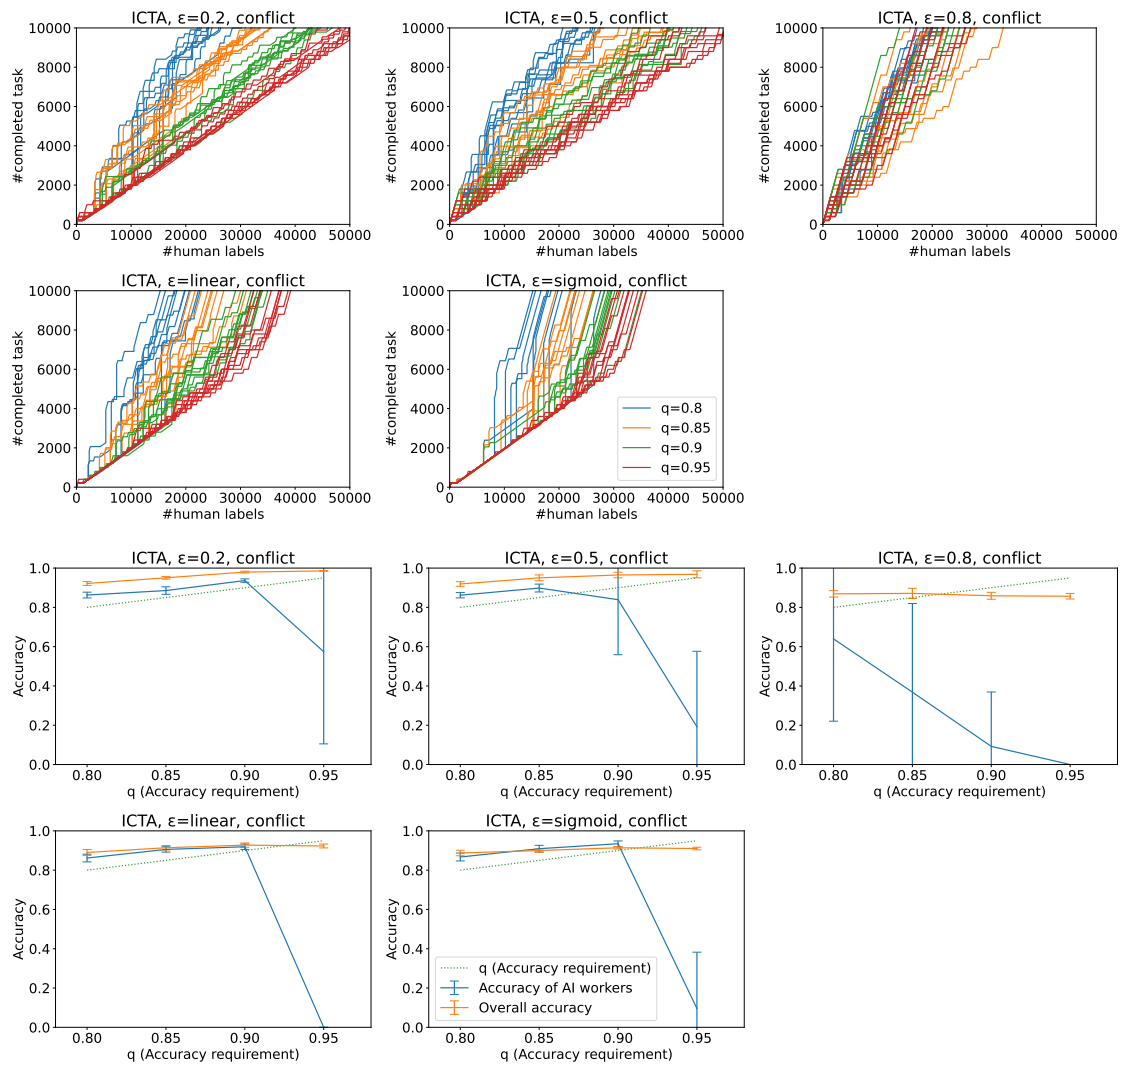 ICTA, ε=0.2, conflict
ICTA, ε=0.5, conflict
ICTA, ε=0.8, conflict
10000
8000
6000
4000
2000
0
#completed task
0 10000 20000 30000 40000 50000
#human labels
10000
8000
6000
4000
2000
0
#completed task
0 10000 20000 30000 40000 50000
#human labels
10000
8000
6000
4000
2000
0
#completed task
0 10000 20000 30000 40000 50000
#human labels
ICTA, ε=linear, conflict
ICTA, ε=sigmoid, conflict
10000
8000
6000
4000
2000
0
#completed task
0 10000 20000 30000 40000 50000
#human labels
10000
8000
6000
4000
2000
0
#completed task
q=0.8
q=0.85
q=0.9
q=0.95
0 10000 20000 30000 40000 50000
#human labels
ICTA, ε=0.2, conflict
ICTA, ε=0.5, conflict
ICTA, ε=0.8, conflict
1.0
0.8
0.6
0.4
0.2
0.0
Accuracy
0.80 0.85 0.90 0.95
q (Accuracy requirement)
1.0
0.8
0.6
0.4
0.2
0.0
Accuracy
0.80 0.85 0.90 0.95
q (Accuracy requirement)
1.0
0.8
0.6
0.4
0.2
0.0
Accuracy
0.80 0.85 0.90 0.95
q (Accuracy requirement)
ICTA, ε=linear, conflict
ICTA, ε=sigmoid, conflict
1.0
0.8
0.6
0.4
0.2
0.0
Accuracy
0.80 0.85 0.90 0.95
q (Accuracy requirement)
1.0
0.8
0.6
0.4
0.2
0.0
Accuracy
q (Accuracy requirement)
Accuracy of AI workers
Overall accuracy
0.80 0.85 0.90 0.95
q (Accuracy requirement)